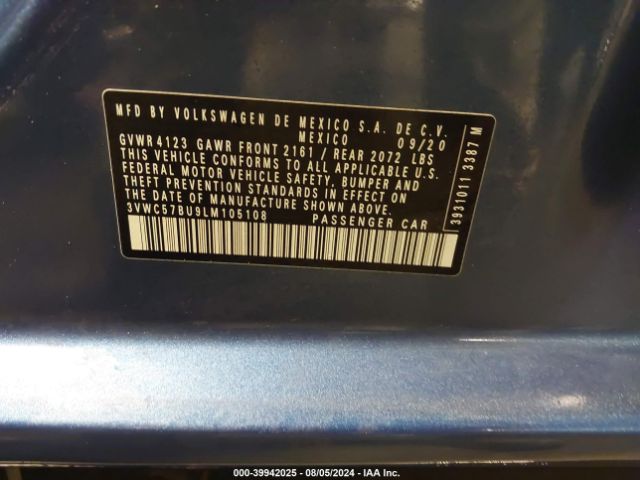 MFD BY VOLKSWAGEN DE MEXICO S.A. DE C.V.
MEXICO 09/20
GVWR 4123 GAWR FRONT 2161 / REAR 2072 LBS
THIS VEHICLE CONFORMS TO ALL APPLICABLE U.S.
FEDERAL MOTOR VEHICLE SAFETY, BUMPER, AND
THEFT PREVENTION STANDARDS IN EFFECT ON
THE DATE OF MANUFACTURE SHOWN ABOVE.
3VWC57BU9LM105108 PASSENGER CAR
3931011 3387 M
000-39942025 - 08/05/2024 - IAA Inc.